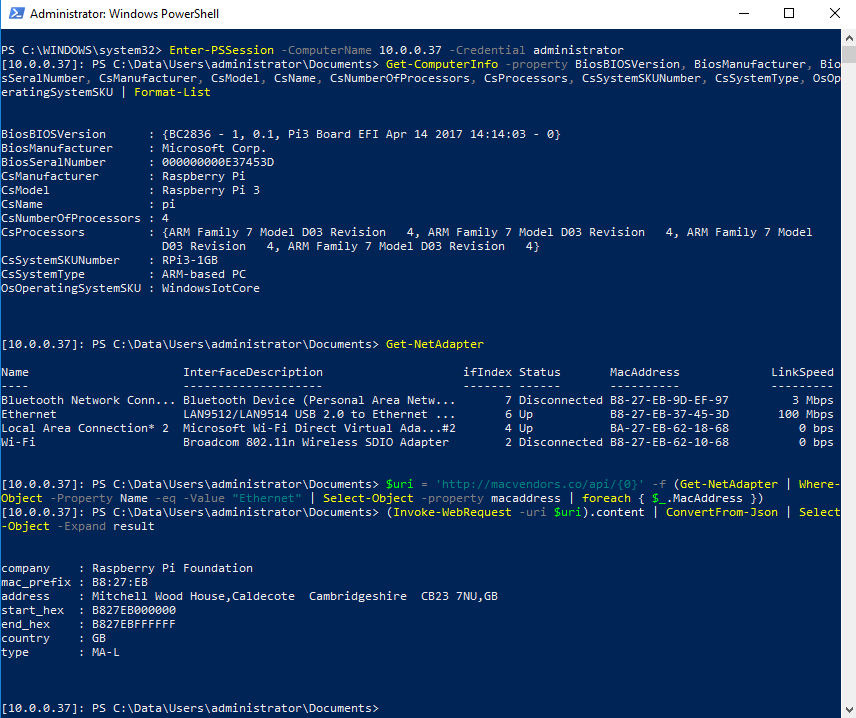 Administrator: Windows PowerShell
PS C:\WINDOWS\system32> Enter-PSSession -ComputerName 10.0.0.37 -Credential administrator
[10.0.0.37]: PS C:\Data\Users\administrator\Documents> Get-ComputerInfo -property BiosBIOSVersion, BiosManufacturer, Bio
sSeralNumber, CsManufacturer, CsModel, CsName, CsNumberOfProcessors, CsProcessors, CsSystemSKUNumber, CsSystemType, OsOp
eratingSystemSKU | Format-List
BiosBIOSVersion      : {BC2836 - 1, 0.1, Pi3 Board EFI Apr 14 2017 14:14:03 - 0}
BiosManufacturer     : Microsoft Corp.
BiosSeralNumber      : 000000000E37453D
CsManufacturer       : Raspberry Pi
CsModel              : Raspberry Pi 3
CsName               : pi
CsNumberOfProcessors : 4
CsProcessors         : {ARM Family 7 Model D03 Revision   4, ARM Family 7 Model D03 Revision   4, ARM Family 7 Model
D03 Revision   4, ARM Family 7 Model D03 Revision   4}
CsSystemSKUNumber    : RPi3-1GB
CsSystemType         : ARM-based PC
OsOperatingSystemSKU : WindowsIotCore
[10.0.0.37]: PS C:\Data\Users\administrator\Documents> Get-NetAdapter
Name                      InterfaceDescription                    ifIndex Status       MacAddress             LinkSpeed
----                      --------------------                    ------- ------       ----------             ---------
Bluetooth Network Conn... Bluetooth Device (Personal Area Netw...       7 Disconnected B8-27-EB-9D-EF-97         3 Mbps
Ethernet                  LAN9512/LAN9514 USB 2.0 to Ethernet ...       6 Up           B8-27-EB-37-45-3D       100 Mbps
Local Area Connection* 2  Microsoft Wi-Fi Direct Virtual Ada...#2       4 Up           BA-27-EB-62-18-68          0 bps
Wi-Fi                     Broadcom 802.11n Wireless SDIO Adapter        2 Disconnected B8-27-EB-62-10-68          0 bps
[10.0.0.37]: PS C:\Data\Users\administrator\Documents> $uri = 'http://macvendors.co/api/{0}' -f (Get-NetAdapter | Where-
Object -Property Name -eq -Value "Ethernet" | Select-Object -property macaddress | foreach { $_.MacAddress })
[10.0.0.37]: PS C:\Data\Users\administrator\Documents> (Invoke-WebRequest -uri $uri).content | ConvertFrom-Json | Select
-Object -Expand result
company    : Raspberry Pi Foundation
mac_prefix : B8:27:EB
address    : Mitchell Wood House,Caldecote  Cambridgeshire  CB23 7NU,GB
start_hex  : B827EB000000
end_hex    : B827EBFFFFFF
country    : GB
type       : MA-L
[10.0.0.37]: PS C:\Data\Users\administrator\Documents>